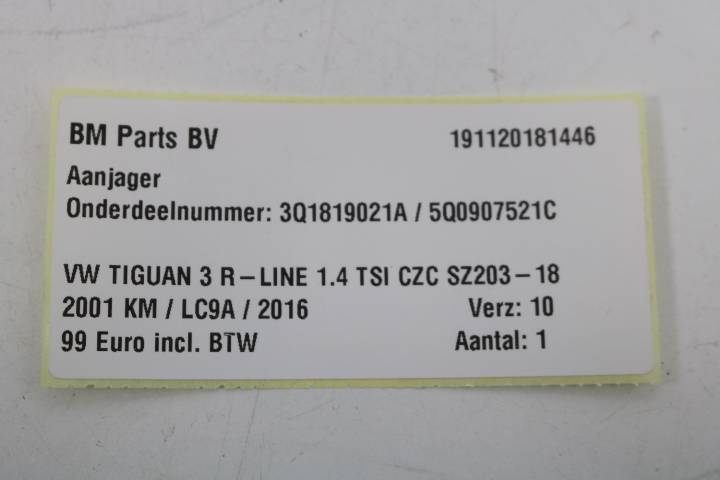 BM Parts BV 191120181446
Aanjager
Onderdeelnummer: 3Q1819021A / 5Q0907521C
VW TIGUAN 3 R-LINE 1.4 TSI CZC SZ203-18
2001 KM / LC9A / 2016 Verz: 10
99 Euro incl. BTW Aantal: 1